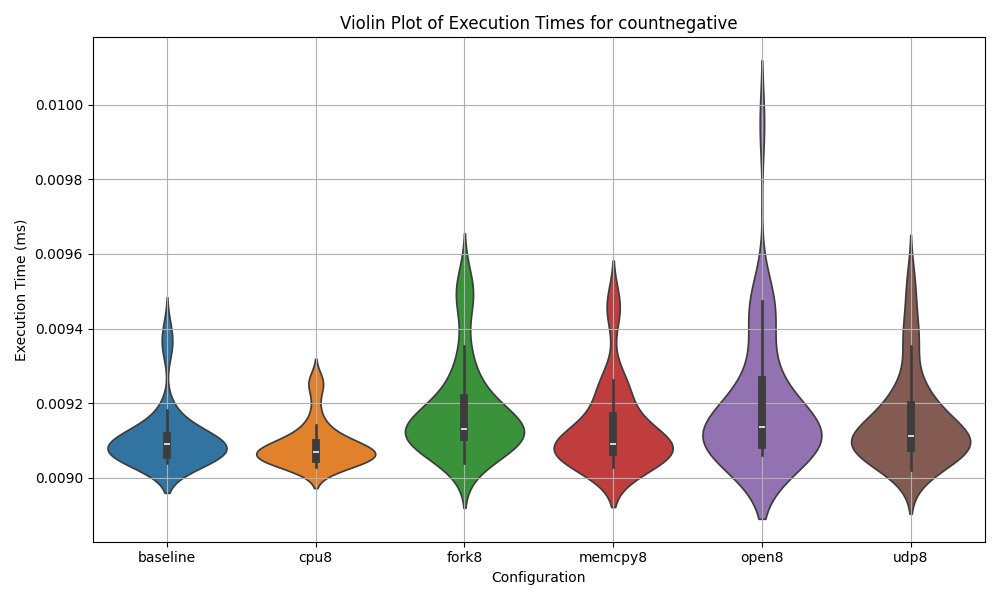 Violin Plot of Execution Times for countnegative
Execution Time (ms)
0.0100
0.0098
0.0096
0.0094
0.0092
0.0090
baseline cpu8 fork8 memcpy8 open8 udp8
Configuration